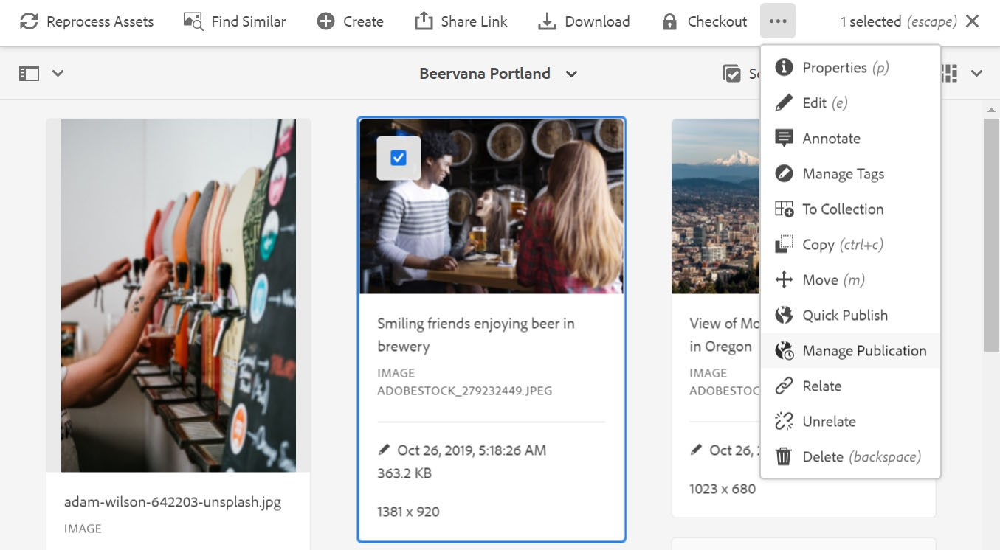 Reprocess Assets
Find Similar
Create
Share Link
Download
Checkout
1 selected (escape)
Beervana Portland
Properties (p)
Edit (e)
Annotate
Manage Tags
To Collection
Copy (ctrl+c)
Move (m)
Quick Publish
Manage Publication
Relate
Unrelate
Delete (backspace)
adam-wilson-642203-unsplash.jpg
IMAGE
Smiling friends enjoying beer in
brewery
IMAGE
ADOBESTOCK_279232449.JPEG
Oct 26, 2019, 5:18:26 AM
363.2 KB
1381 x 920
View of Mo
in Oregon
IMAGE
ADOBESTOC
Oct 26,
1023 x 680